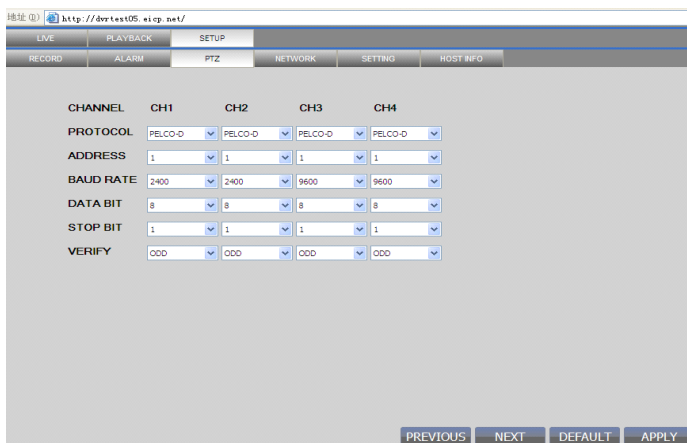 地址(D) http://dvrtest05.eicp.net/
LIVE PLAYBACK SETUP
RECORD ALARM PTZ NETWORK SETTING HOST INFO
CHANNEL CH1 CH2 CH3 CH4
PROTOCOL PELCO-D PELCO-D PELCO-D PELCO-D
ADDRESS 1 1 1 1
BAUD RATE 2400 2400 9600 9600
DATA BIT 8 8 8 8
STOP BIT 1 1 1 1
VERIFY ODD ODD ODD ODD
PREVIOUS NEXT DEFAULT APPLY